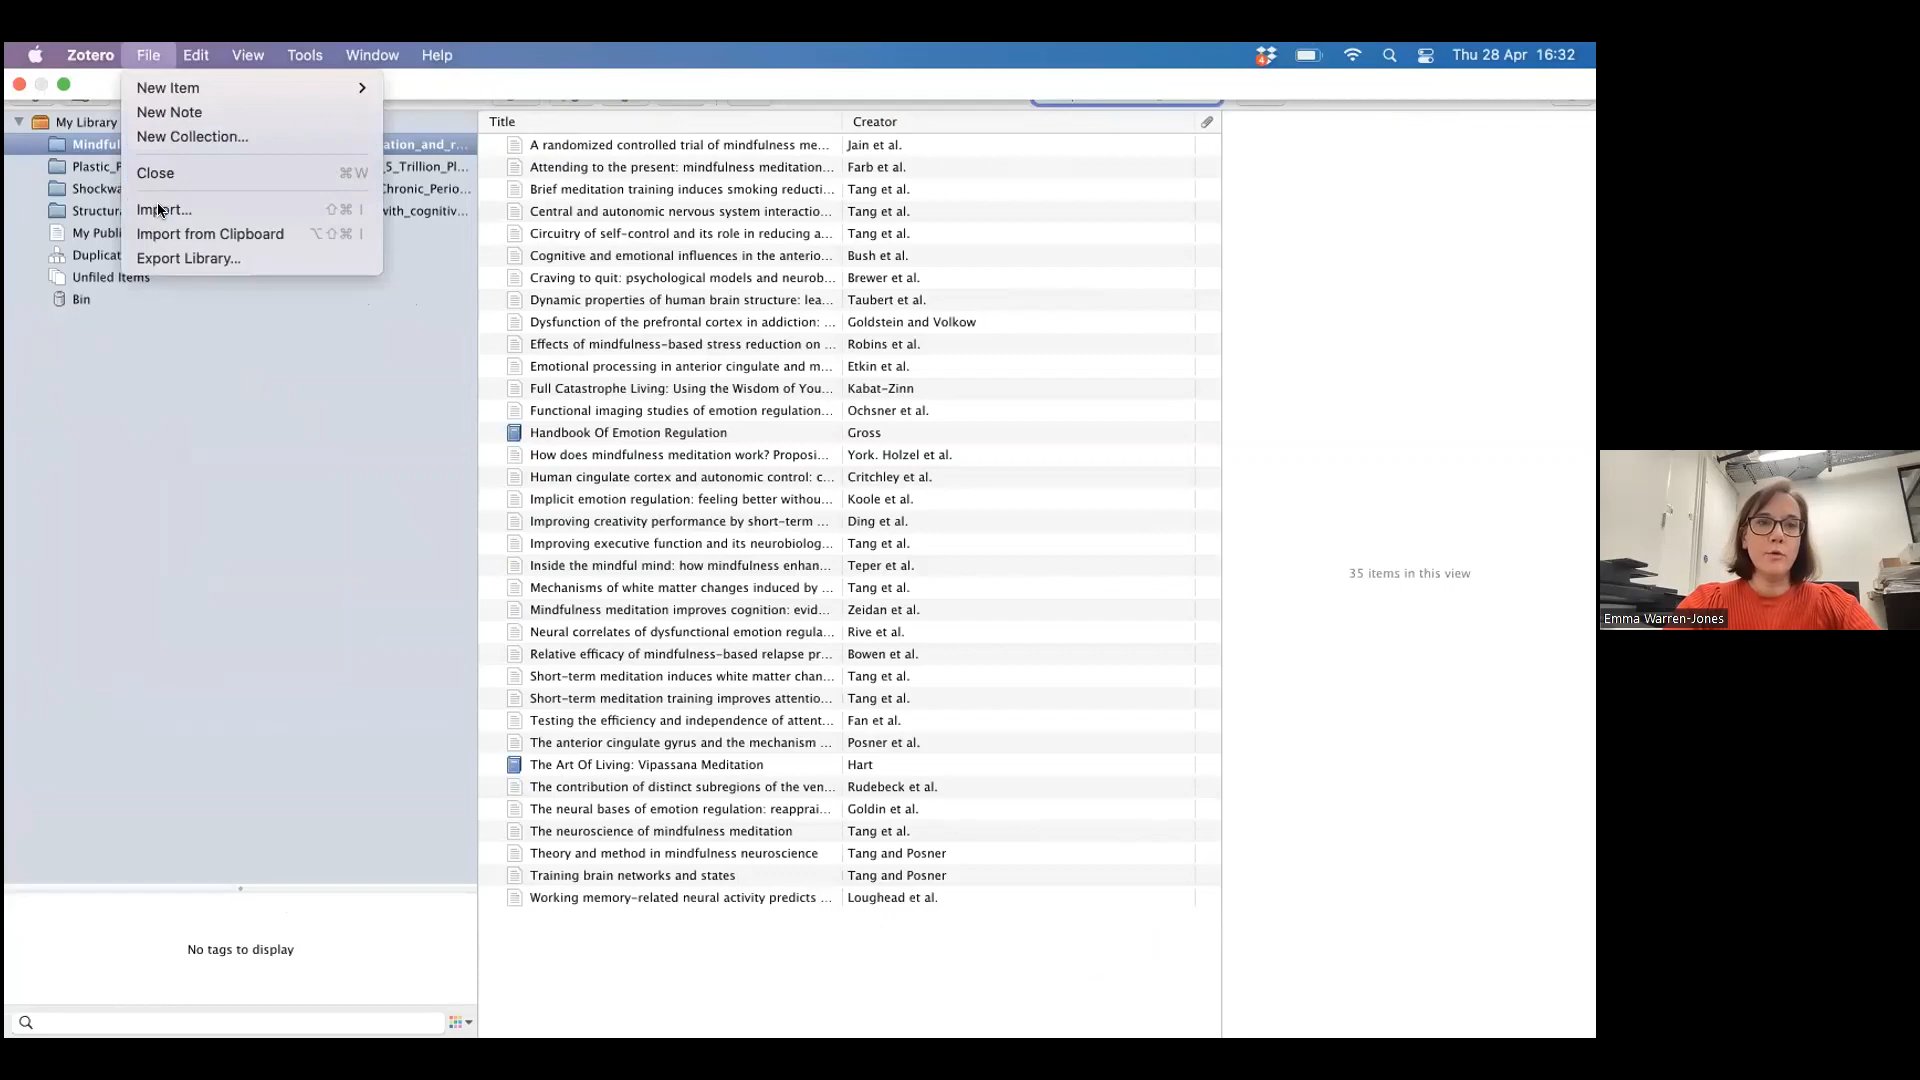 Zotero File Edit View Tools Window Help 4 Thu 28 Apr 16:32
New Item
New Note
New Collection...
Close ⌘W
Import... ⇧⌘ I
Import from Clipboard ⌥⇧⌘ I
Export Library...
My Library
Mindful ation_and_r...
Plastic_P 5_Trillion_Pl...
Shockwa Chronic_Perio...
Structura with_cognitiv...
My Publi
Duplicat
Unfiled Items
Bin
No tags to display
Title Creator
A randomized controlled trial of mindfulness me... Jain et al.
Attending to the present: mindfulness meditation... Farb et al.
Brief meditation training induces smoking reducti... Tang et al.
Central and autonomic nervous system interactio... Tang et al.
Circuitry of self-control and its role in reducing a... Tang et al.
Cognitive and emotional influences in the anterio... Bush et al.
Craving to quit: psychological models and neurob... Brewer et al.
Dynamic properties of human brain structure: lea... Taubert et al.
Dysfunction of the prefrontal cortex in addiction: ... Goldstein and Volkow
Effects of mindfulness-based stress reduction on ... Robins et al.
Emotional processing in anterior cingulate and m... Etkin et al.
Full Catastrophe Living: Using the Wisdom of You... Kabat-Zinn
Functional imaging studies of emotion regulation... Ochsner et al.
Handbook Of Emotion Regulation Gross
How does mindfulness meditation work? Proposi... York. Holzel et al.
Human cingulate cortex and autonomic control: c... Critchley et al.
Implicit emotion regulation: feeling better withou... Koole et al.
Improving creativity performance by short-term ... Ding et al.
Improving executive function and its neurobiolog... Tang et al.
Inside the mindful mind: how mindfulness enhan... Teper et al.
Mechanisms of white matter changes induced by ... Tang et al.
Mindfulness meditation improves cognition: evid... Zeidan et al.
Neural correlates of dysfunctional emotion regula... Rive et al.
Relative efficacy of mindfulness-based relapse pr... Bowen et al.
Short-term meditation induces white matter chan... Tang et al.
Short-term meditation training improves attentio... Tang et al.
Testing the efficiency and independence of attent... Fan et al.
The anterior cingulate gyrus and the mechanism ... Posner et al.
The Art Of Living: Vipassana Meditation Hart
The contribution of distinct subregions of the ven... Rudebeck et al.
The neural bases of emotion regulation: reapprai... Goldin et al.
The neuroscience of mindfulness meditation Tang et al.
Theory and method in mindfulness neuroscience Tang and Posner
Training brain networks and states Tang and Posner
Working memory-related neural activity predicts ... Loughead et al.
35 items in this view
Emma Warren-Jones